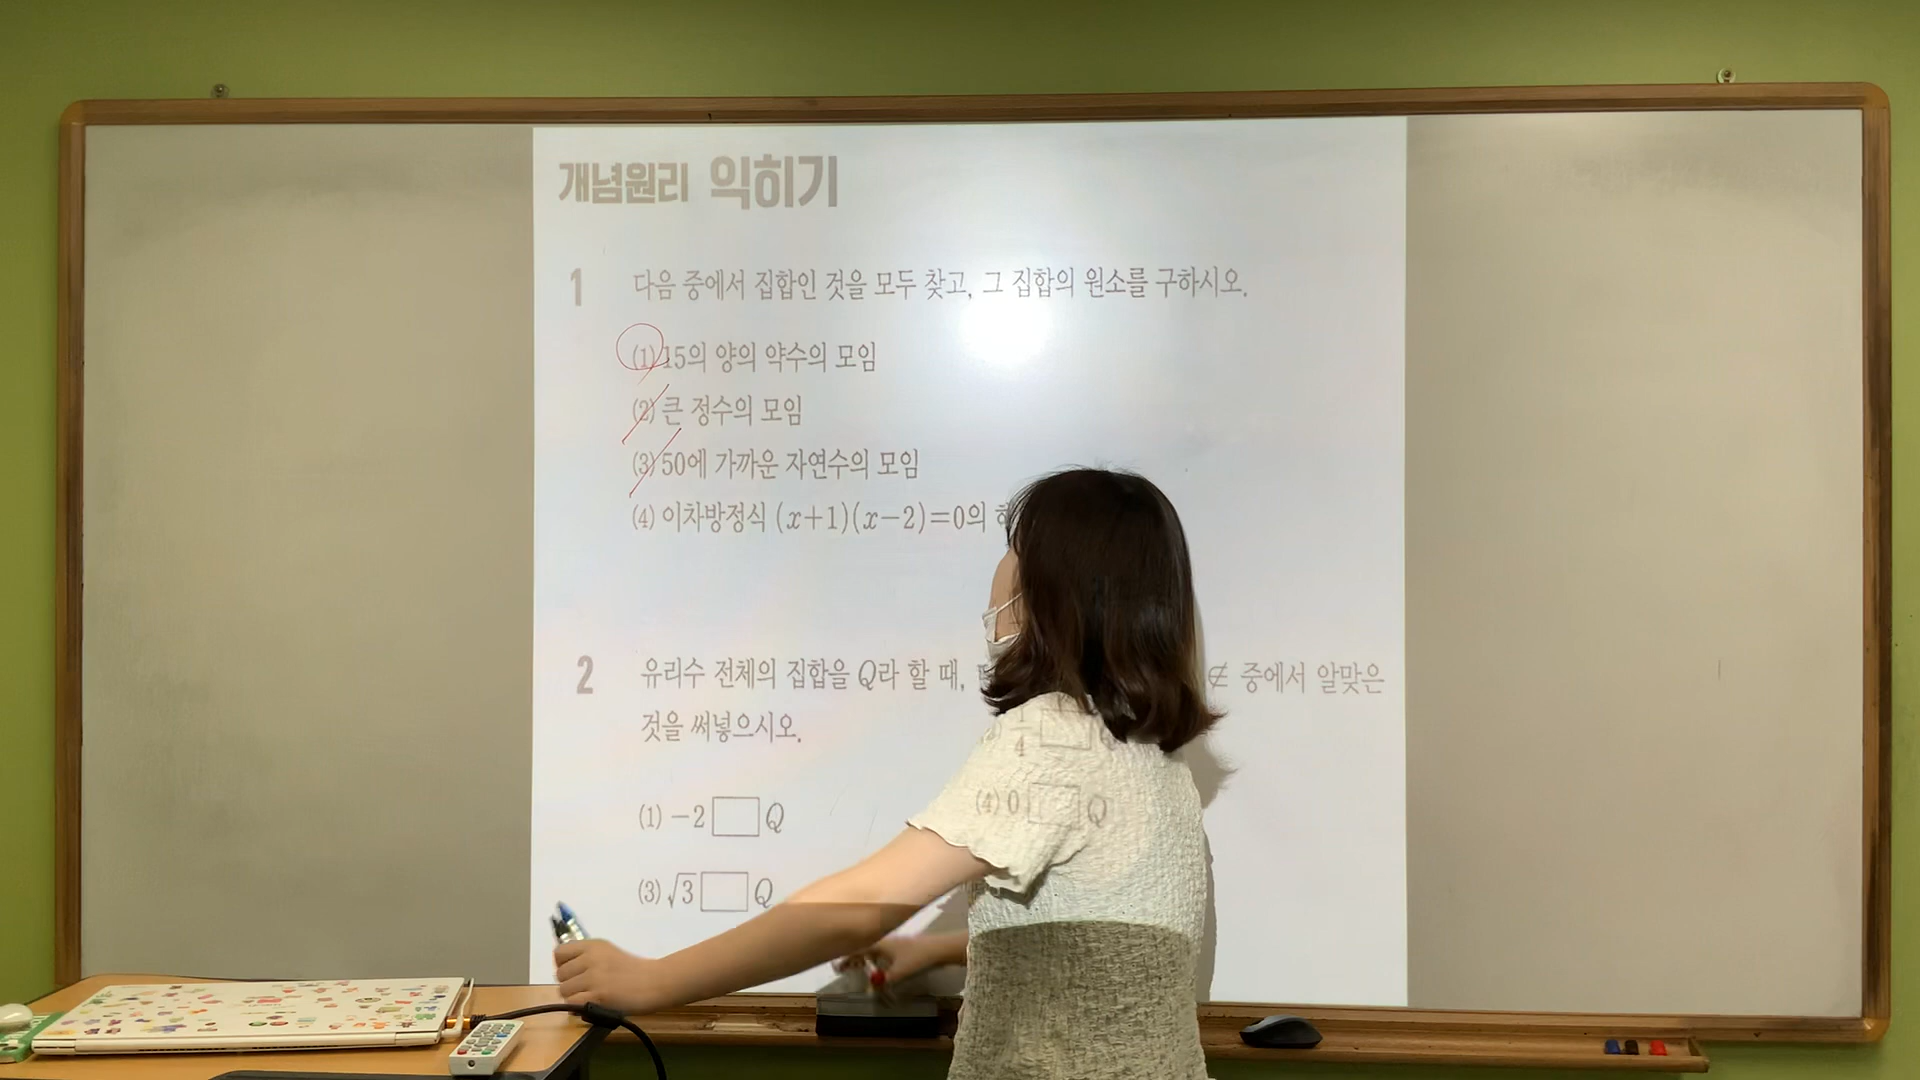 개념원리 익히기
1 다음 중에서 집합인 것을 모두 찾고, 그 집합의 원소를 구하시오.
(1) 15의 양의 약수의 모임
(2) 큰 정수의 모임
(3) 50에 가까운 자연수의 모임
(4) 이차방정식 (x+1)(x-2)=0의
2 유리수 전체의 집합을 Q라 할 때, ∉ 중에서 알맞은
것을 써넣으시오.
(1) -2 □ Q
1/4 □
(3) √3 □ Q
(4) 0 □ Q